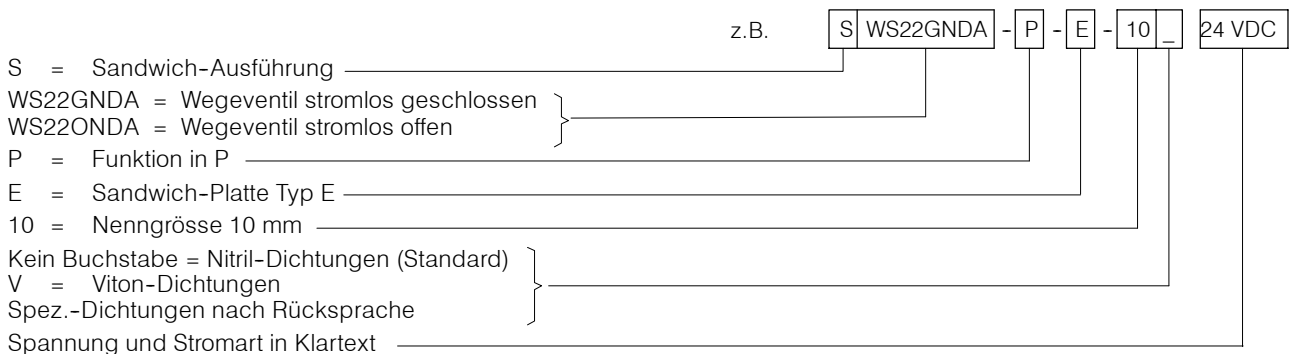 z.B. S WS22GNDA - P - E - 10 _ 24 VDC
S = Sandwich-Ausführung
WS22GNDA = Wegeventil stromlos geschlossen
WS22ONDA = Wegeventil stromlos offen
P = Funktion in P
E = Sandwich-Platte Typ E
10 = Nenngrösse 10 mm
Kein Buchstabe = Nitril-Dichtungen (Standard)
V = Viton-Dichtungen
Spez.-Dichtungen nach Rücksprache
Spannung und Stromart in Klartext